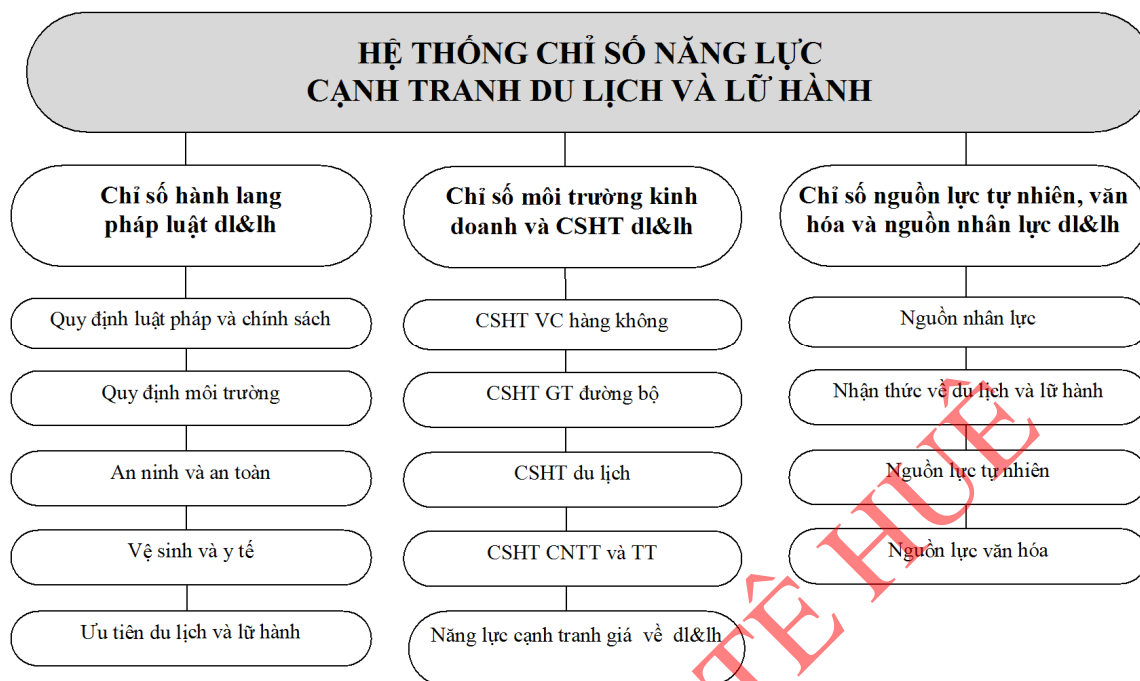 HỆ THỐNG CHỈ SỐ NĂNG LỰC
CẠNH TRANH DU LỊCH VÀ LỮ HÀNH
Chỉ số hành lang
pháp luật dl&lh
Quy định luật pháp và chính sách
Quy định môi trường
An ninh và an toàn
Vệ sinh và y tế
Ưu tiên du lịch và lữ hành
Chỉ số môi trường kinh
doanh và CSHT dl&lh
CSHT VC hàng không
CSHT GT đường bộ
CSHT du lịch
CSHT CNTT và TT
Năng lực cạnh tranh giá về dl&lh
Chỉ số nguồn lực tự nhiên, văn
hóa và nguồn nhân lực dl&lh
Nguồn nhân lực
Nhận thức về du lịch và lữ hành
Nguồn lực tự nhiên
Nguồn lực văn hóa
TẾ HUẾ